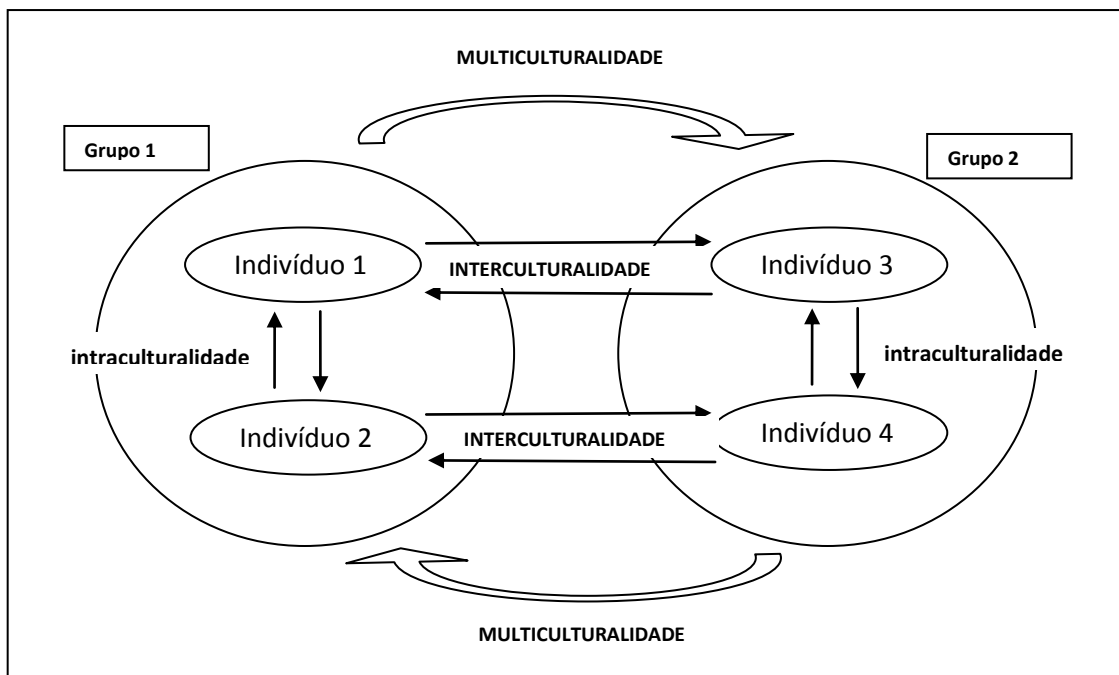 MULTICULTURALIDADE
Grupo 1
Grupo 2
Indivíduo 1
INTERCULTURALIDADE
Indivíduo 3
intraculturalidade
intraculturalidade
Indivíduo 2
INTERCULTURALIDADE
Indivíduo 4
MULTICULTURALIDADE